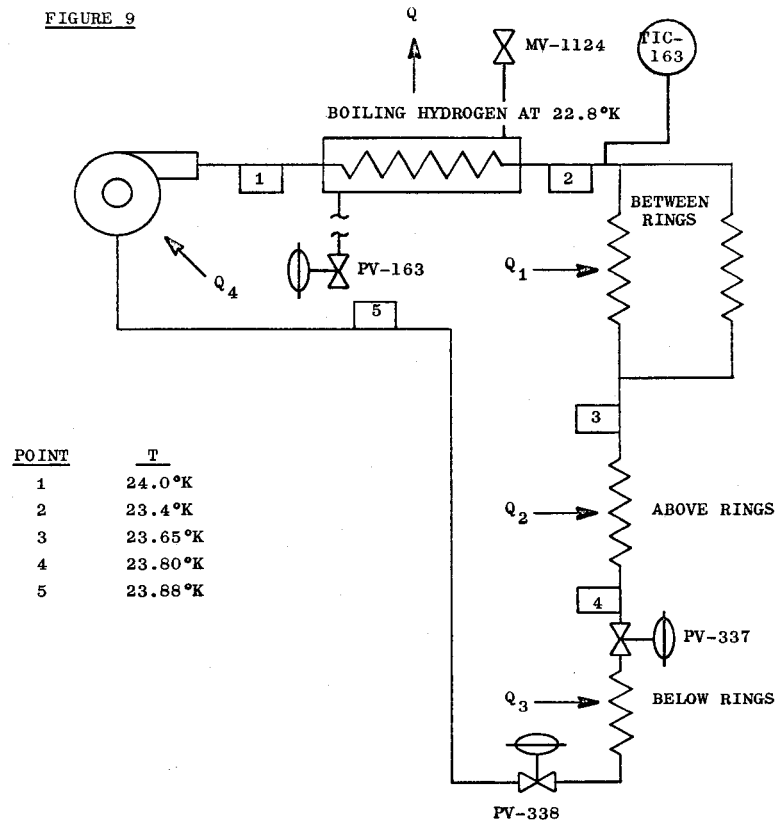 FIGURE 9
Q
MV-1124
TIC-
163
BOILING HYDROGEN AT 22.8°K
1
2
BETWEEN
RINGS
Q1
Q4
PV-163
5
3
POINT T
1 24.0°K
2 23.4°K
3 23.65°K
4 23.80°K
5 23.88°K
Q2
ABOVE RINGS
4
PV-337
Q3
BELOW RINGS
PV-338